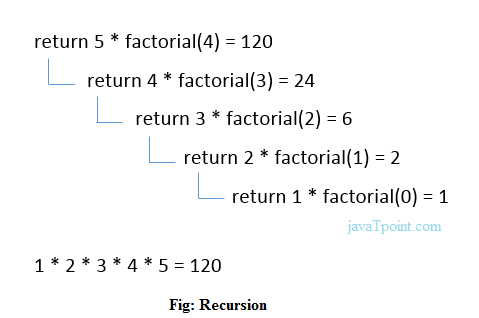 return 5 * factorial(4) = 120
return 4 * factorial(3) = 24
return 3 * factorial(2) = 6
return 2 * factorial(1) = 2
return 1 * factorial(0) = 1
javaTpoint.com
1 * 2 * 3 * 4 * 5 = 120
Fig: Recursion